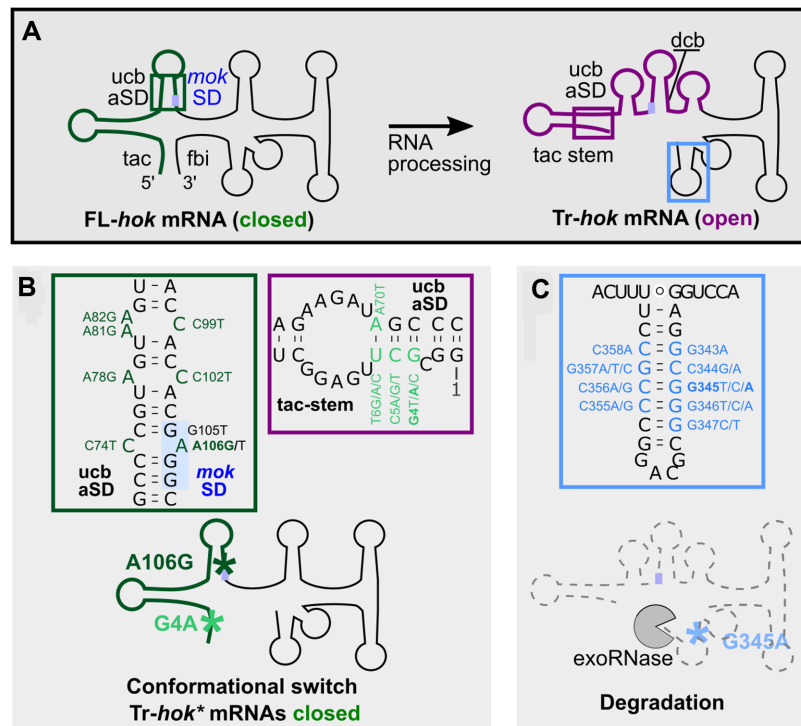 A
ucb
aSD
mok
SD
tac
fbi
5'
3'
FL-hok mRNA (closed)
RNA
processing
dcb
ucb
aSD
tac stem
Tr-hok mRNA (open)
B
U A
G C
A82G A C
A81G A C C99T
U A
G C
A78G A C C102T
U A
G C
G105T
C74T C A A106G/T
C G
C G
G C
ucb
aSD
mok
SD
A G A A G A U A G C C C
A70T
ucb
aSD
U C G G A G G U U C G C G G
tac-stem
T6G/A/C
C5A/G/T
G4T/A/C
1
A106G
G4A
Conformational switch
Tr-hok* mRNAs closed
C
ACUUU GGUCCA
U A
C G
C358A C G G343A
G357A/T/C G C C344G/A
C356A/G C G G345T/C/A
C355A/G C G G346T/C/A
C G G347C/T
G C
G G
A C
exoRNase
G345A
Degradation